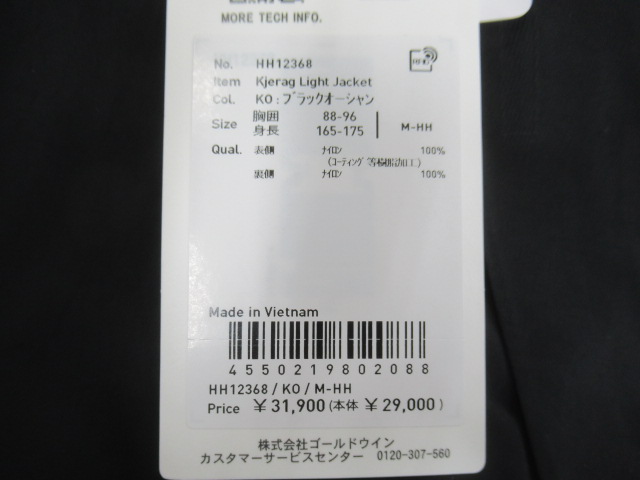 MORE TECH INFO.
No. HH12368
Item Kjerag Light Jacket
Col. KO : ブラックオーシャン
Size 胸囲 88-96
身長 165-175 M-HH
Qual. 表側 ナイロン 100%
(コーティング等樹脂加工)
裏側 ナイロン 100%
Made in Vietnam
4550219802088
HH12368 / KO / M-HH
Price ¥ 31,900 (本体 ¥ 29,000)
株式会社ゴールドウイン
カスタマーサービスセンター 0120-307-560